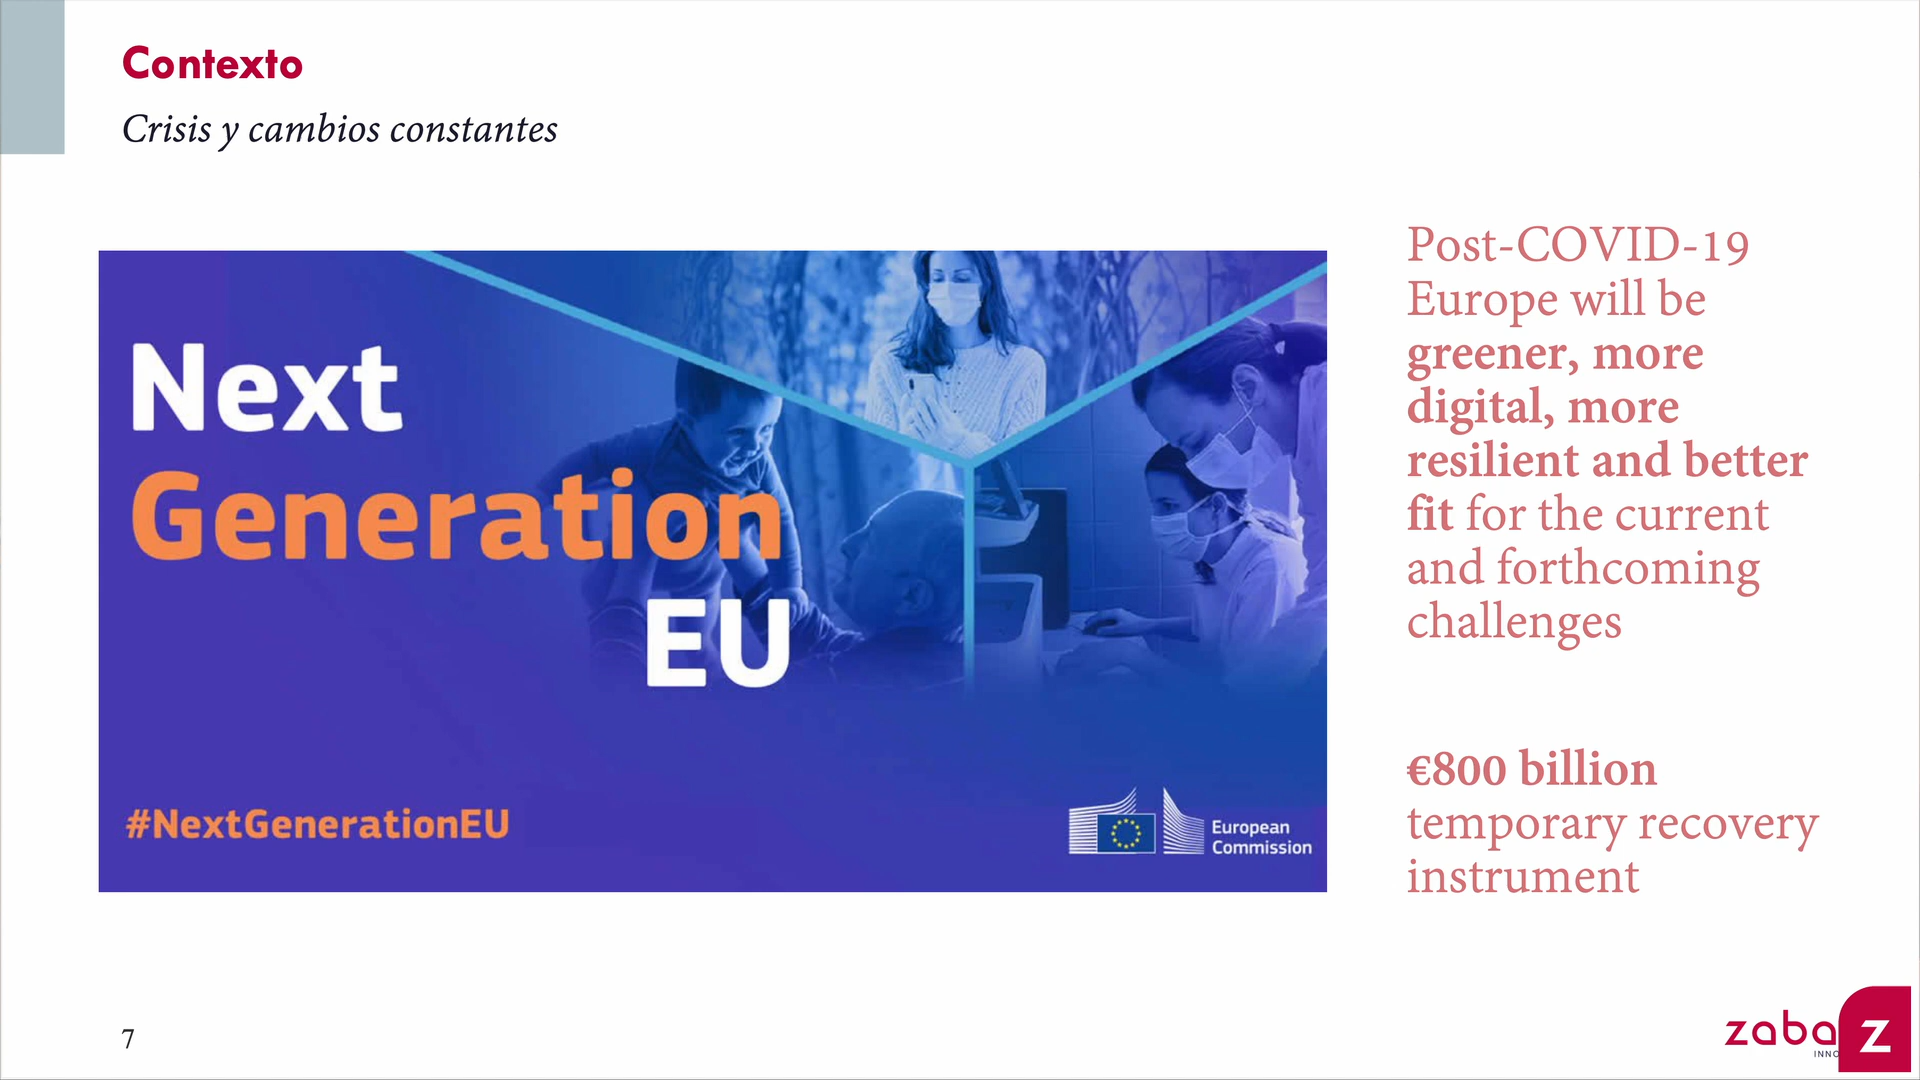 Contexto
Crisis y cambios constantes
Next
Generation
EU
#NextGenerationEU
European
Commission
Post-COVID-19
Europe will be
greener, more
digital, more
resilient and better
fit for the current
and forthcoming
challenges
€800 billion
temporary recovery
instrument
7
zaba
INNO
Z